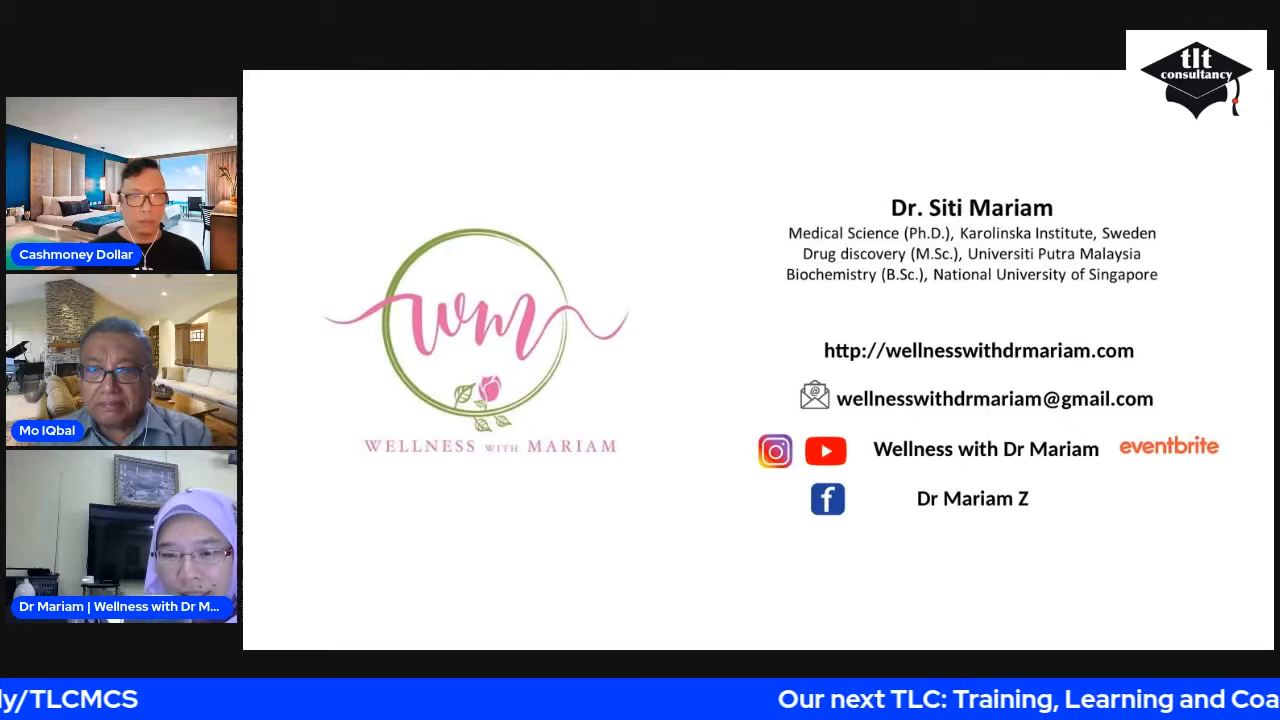 tlt
consultancy
Cashmoney Dollar
Mo IQbal
Dr Mariam | Wellness with Dr M...
wm
WELLNESS WITH MARIAM
Dr. Siti Mariam
Medical Science (Ph.D.), Karolinska Institute, Sweden
Drug discovery (M.Sc.), Universiti Putra Malaysia
Biochemistry (B.Sc.), National University of Singapore
http://wellnesswithdrmariam.com
wellnesswithdrmariam@gmail.com
Wellness with Dr Mariam eventbrite
Dr Mariam Z
ly/TLCMCS Our next TLC: Training, Learning and Coa